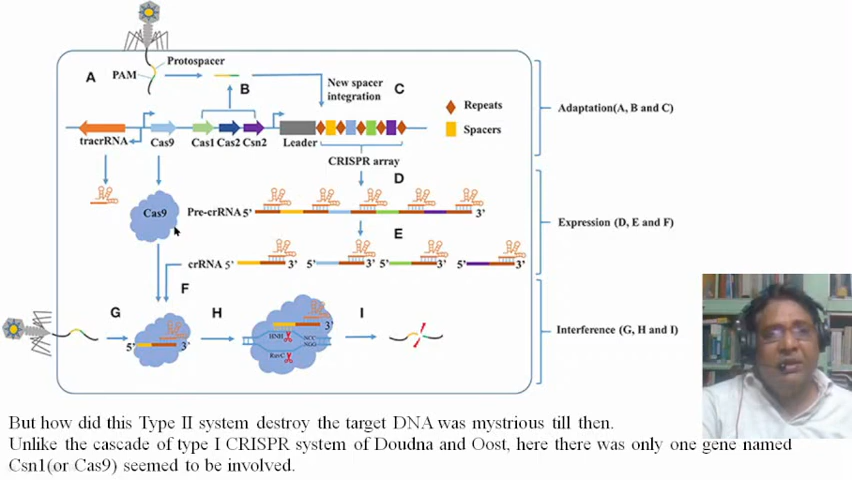 Protospacer
A
PAM
B
New spacer
integration
C
Repeats
Spacers
Adaptation(A, B and C)
tracrRNA
Cas9
Cas1 Cas2 Csn2
Leader
CRISPR array
D
Cas9
Pre-crRNA 5’
3’
Expression (D, E and F)
E
crRNA 5’
3’
5’
3’
5’
3’
5’
3’
F
G
H
I
5’
3’
3’
HNH
NCC
NGG
RuvC
Interference (G, H and I)
But how did this Type II system destroy the target DNA was mystrious till then.
Unlike the cascade of type I CRISPR system of Doudna and Oost, here there was only one gene named
Csn1(or Cas9) seemed to be involved.